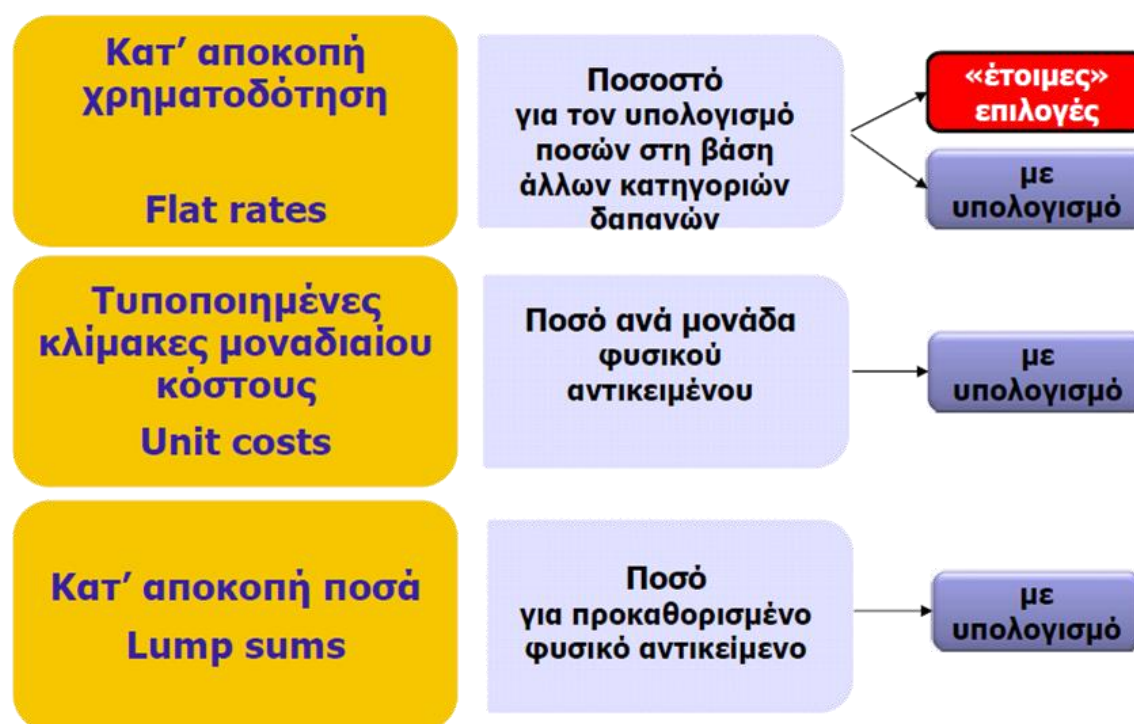 Κατ’ αποκοπή
χρηματοδότηση
Flat rates
Ποσοστό
για τον υπολογισμό
ποσών στη βάση
άλλων κατηγοριών
δαπανών
«έτοιμες»
επιλογές
με
υπολογισμό
Τυποποιημένες
κλίμακες μοναδιαίου
κόστους
Unit costs
Ποσό ανά μονάδα
φυσικού
αντικειμένου
με
υπολογισμό
Κατ’ αποκοπή ποσά
Lump sums
Ποσό
για προκαθορισμένο
φυσικό αντικείμενο
με
υπολογισμό